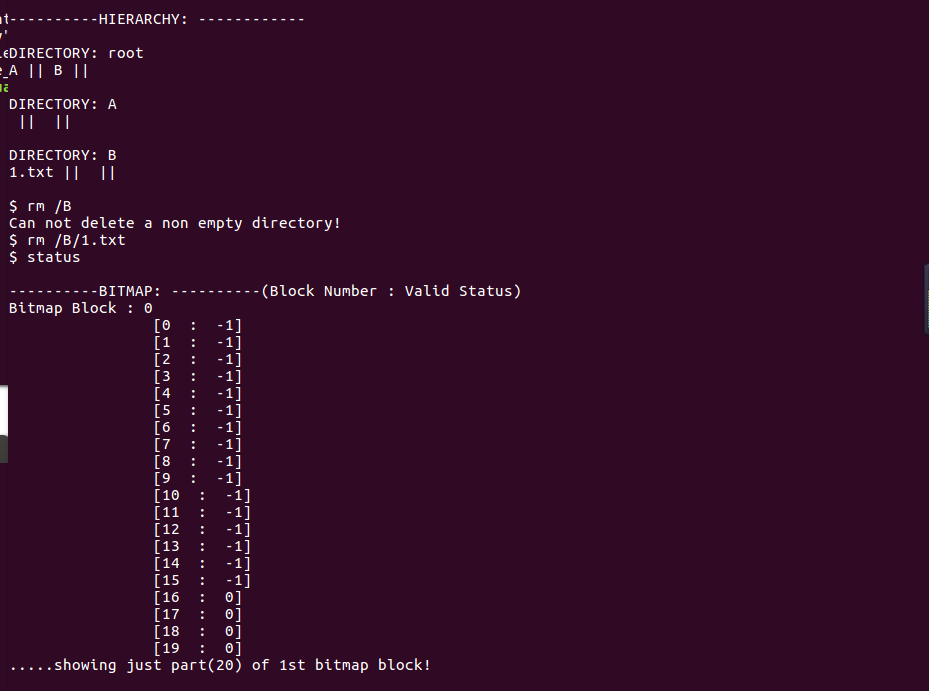 ----------HIERARCHY: ------------
DIRECTORY: root
A || B ||
DIRECTORY: A
 ||  ||
DIRECTORY: B
1.txt ||  ||
$ rm /B
Can not delete a non empty directory!
$ rm /B/1.txt
$ status
----------BITMAP: ----------(Block Number : Valid Status)
Bitmap Block : 0
[0  :  -1]
[1  :  -1]
[2  :  -1]
[3  :  -1]
[4  :  -1]
[5  :  -1]
[6  :  -1]
[7  :  -1]
[8  :  -1]
[9  :  -1]
[10  :  -1]
[11  :  -1]
[12  :  -1]
[13  :  -1]
[14  :  -1]
[15  :  -1]
[16  :  0]
[17  :  0]
[18  :  0]
[19  :  0]
.....showing just part(20) of 1st bitmap block!